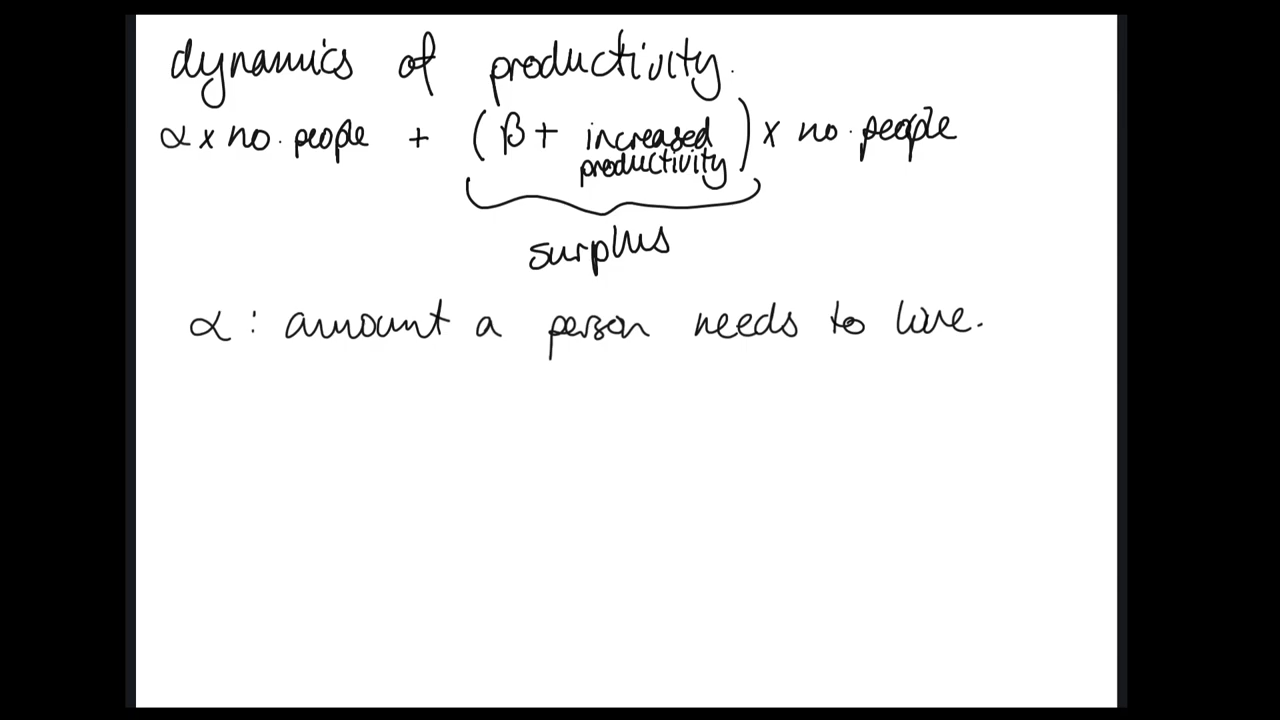 dynamics of productivity.
α x no. people + (β + increased productivity) x no. people
surplus
α : amount a person needs to live.